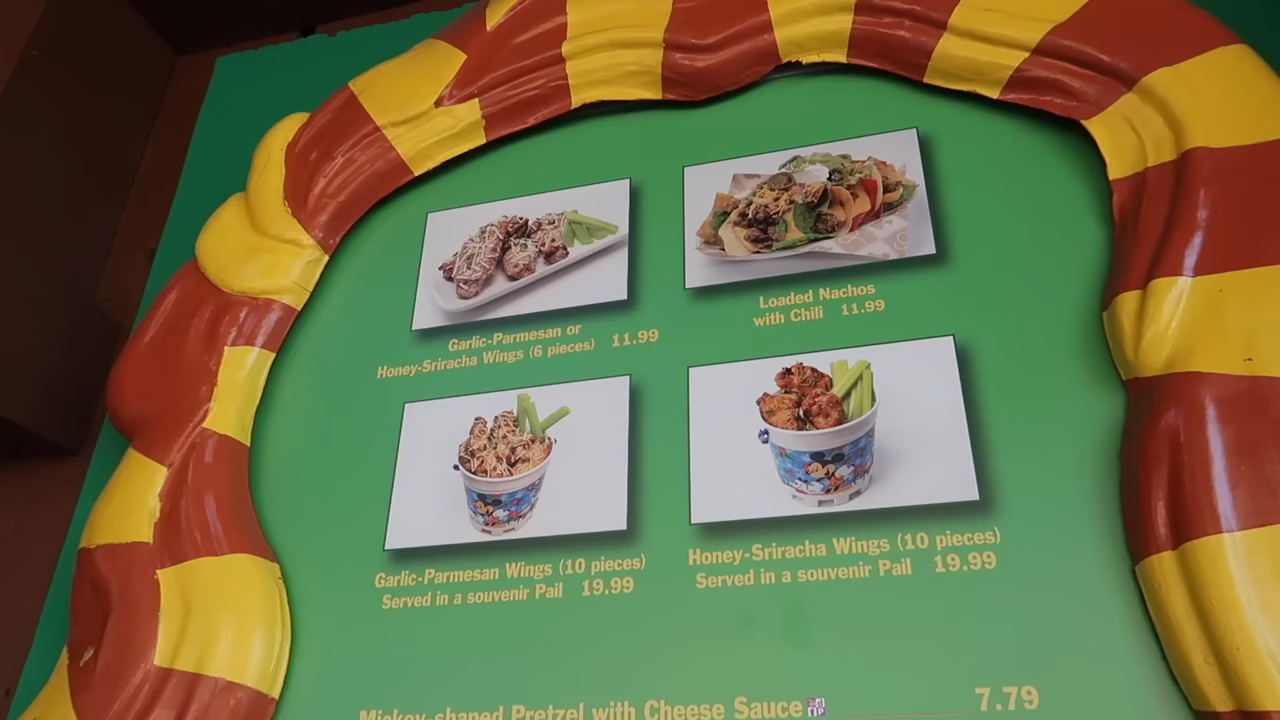 Garlic-Parmesan or
Honey-Sriracha Wings (6 pieces) 11.99
Loaded Nachos
with Chili 11.99
Garlic-Parmesan Wings (10 pieces)
Served in a souvenir Pail 19.99
Honey-Sriracha Wings (10 pieces)
Served in a souvenir Pail 19.99
Mickey-shaped Pretzel with Cheese Sauce 7.79